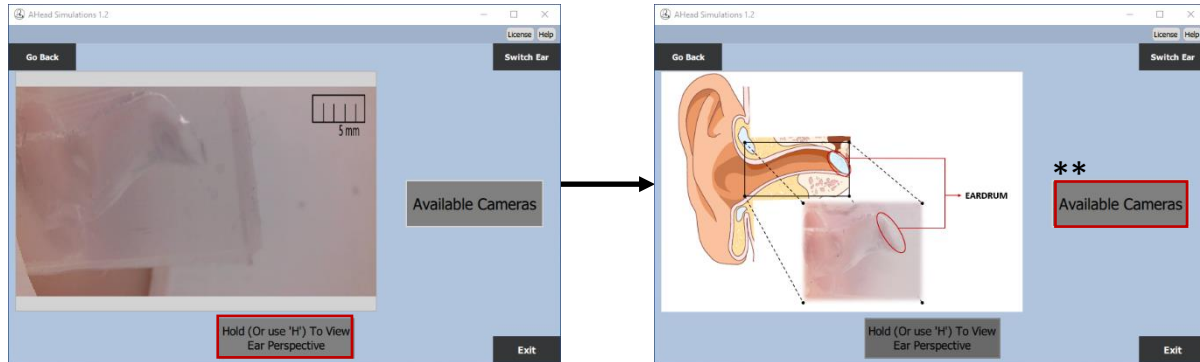 AHead Simulations 1.2
License Help
Go Back
Switch Ear
5 mm
Available Cameras
Hold (Or use 'H') To View
Ear Perspective
Exit
AHead Simulations 1.2
License Help
Go Back
Switch Ear
EARDRUM
**
Available Cameras
Hold (Or use 'H') To View
Ear Perspective
Exit